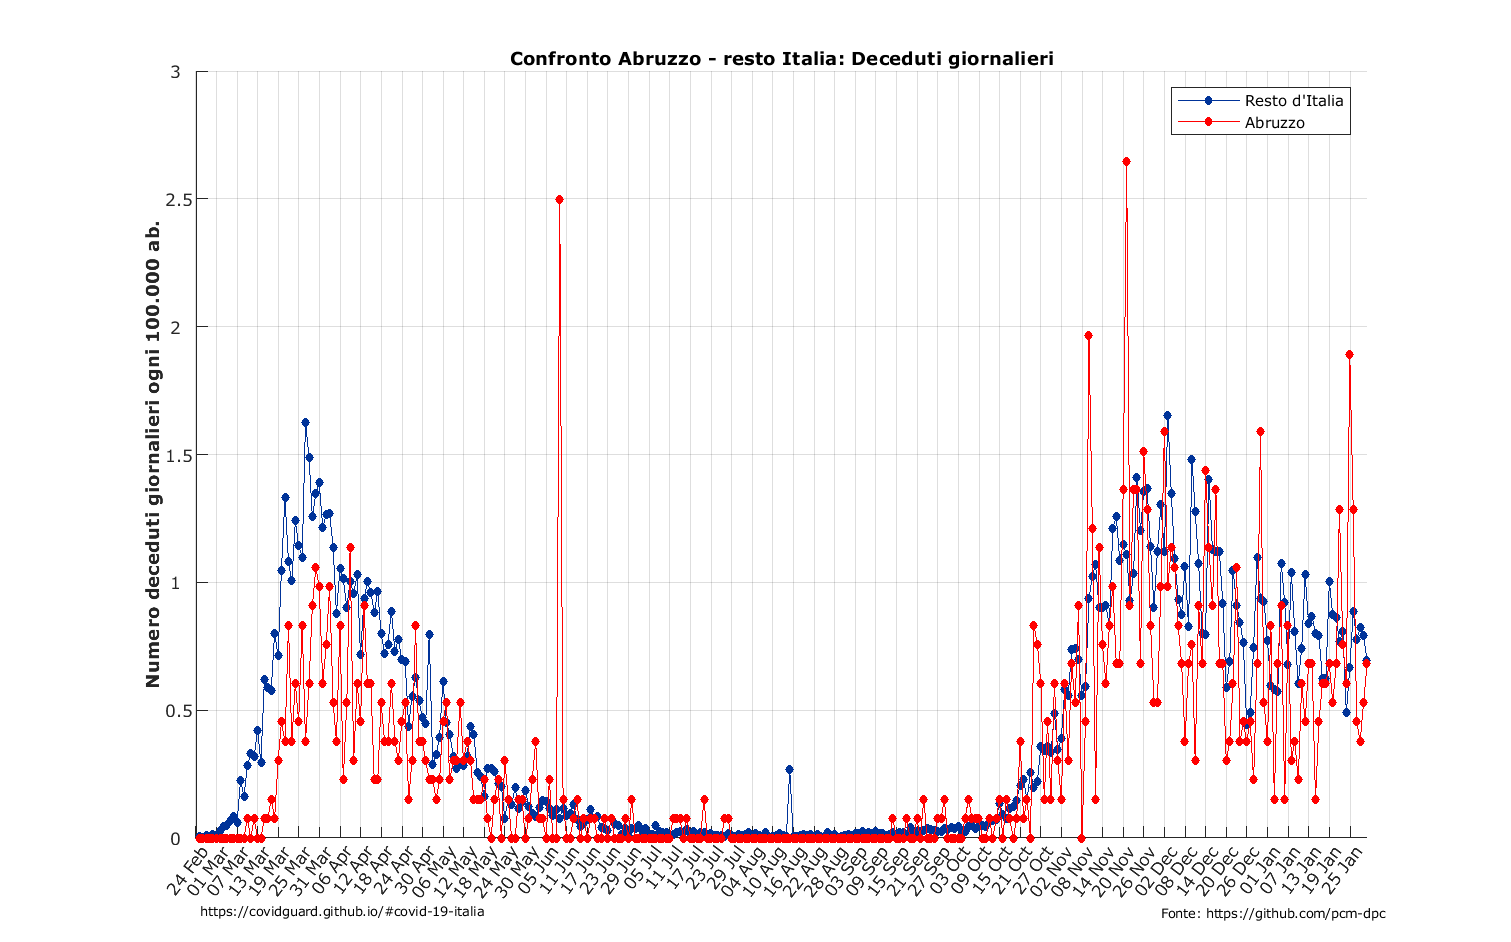 Confronto Abruzzo - resto Italia: Deceduti giornalieri
Numero deceduti giornalieri ogni 100.000 ab.
3
2.5
2
1.5
1
0.5
0
Resto d'Italia
Abruzzo
24 Feb
01 Mar
07 Mar
13 Mar
19 Mar
25 Mar
31 Mar
06 Apr
12 Apr
18 Apr
24 Apr
30 Apr
06 May
12 May
18 May
24 May
30 May
05 Jun
11 Jun
17 Jun
23 Jun
29 Jun
05 Jul
11 Jul
17 Jul
23 Jul
29 Jul
04 Aug
10 Aug
16 Aug
22 Aug
28 Aug
03 Sep
09 Sep
15 Sep
21 Sep
27 Sep
03 Oct
09 Oct
15 Oct
21 Oct
27 Oct
02 Nov
08 Nov
14 Nov
20 Nov
26 Nov
02 Dec
08 Dec
14 Dec
20 Dec
26 Dec
01 Jan
07 Jan
13 Jan
19 Jan
25 Jan
https://covidguard.github.io/#covid-19-italia
Fonte: https://github.com/pcm-dpc